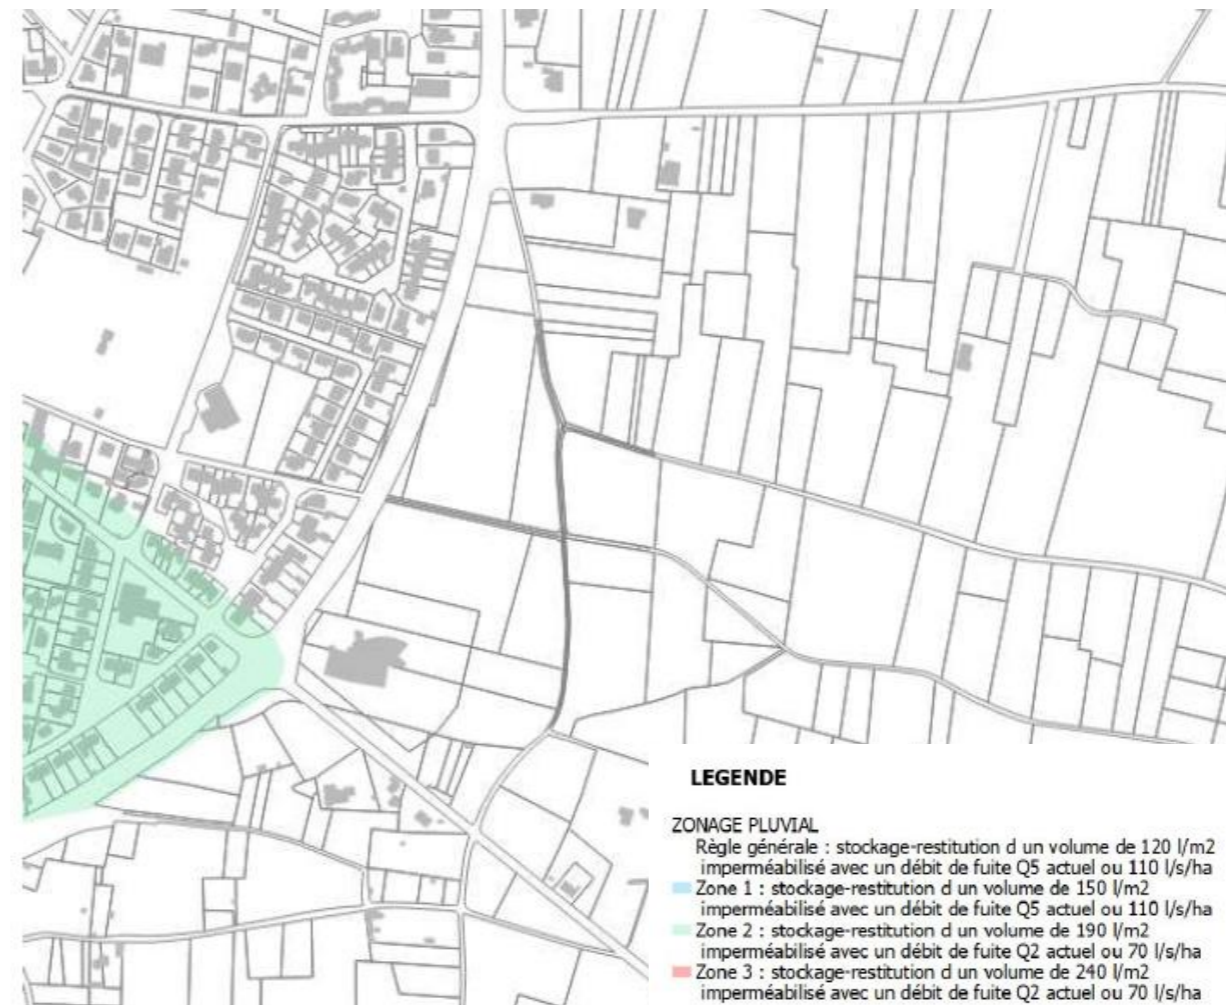 LEGENDE
ZONAGE PLUVIAL
Règle générale : stockage-restitution d un volume de 120 l/m2
imperméabilisé avec un débit de fuite Q5 actuel ou 110 l/s/ha
Zone 1 : stockage-restitution d un volume de 150 l/m2
imperméabilisé avec un débit de fuite Q5 actuel ou 110 l/s/ha
Zone 2 : stockage-restitution d un volume de 190 l/m2
imperméabilisé avec un débit de fuite Q2 actuel ou 70 l/s/ha
Zone 3 : stockage-restitution d un volume de 240 l/m2
imperméabilisé avec un débit de fuite Q2 actuel ou 70 l/s/ha